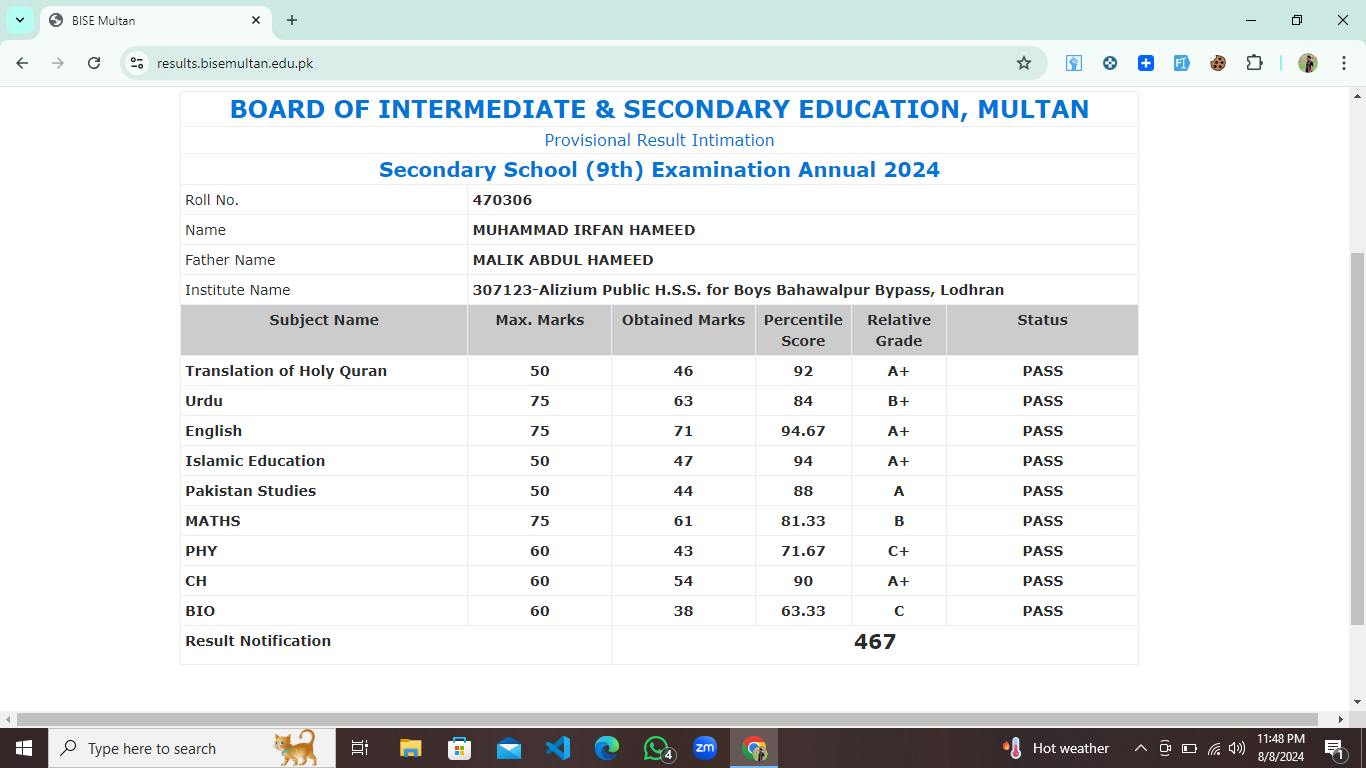 BISE Multan
results.bisemultan.edu.pk
BOARD OF INTERMEDIATE & SECONDARY EDUCATION, MULTAN
Provisional Result Intimation
Secondary School (9th) Examination Annual 2024
Roll No. 470306
Name MUHAMMAD IRFAN HAMEED
Father Name MALIK ABDUL HAMEED
Institute Name 307123-Alizium Public H.S.S. for Boys Bahawalpur Bypass, Lodhran
Subject Name Max. Marks Obtained Marks Percentile Score Relative Grade Status
Translation of Holy Quran 50 46 92 A+ PASS
Urdu 75 63 84 B+ PASS
English 75 71 94.67 A+ PASS
Islamic Education 50 47 94 A+ PASS
Pakistan Studies 50 44 88 A PASS
MATHS 75 61 81.33 B PASS
PHY 60 43 71.67 C+ PASS
CH 60 54 90 A+ PASS
BIO 60 38 63.33 C PASS
Result Notification 467
Type here to search
4
zm
Hot weather
11:48 PM
8/8/2024
1